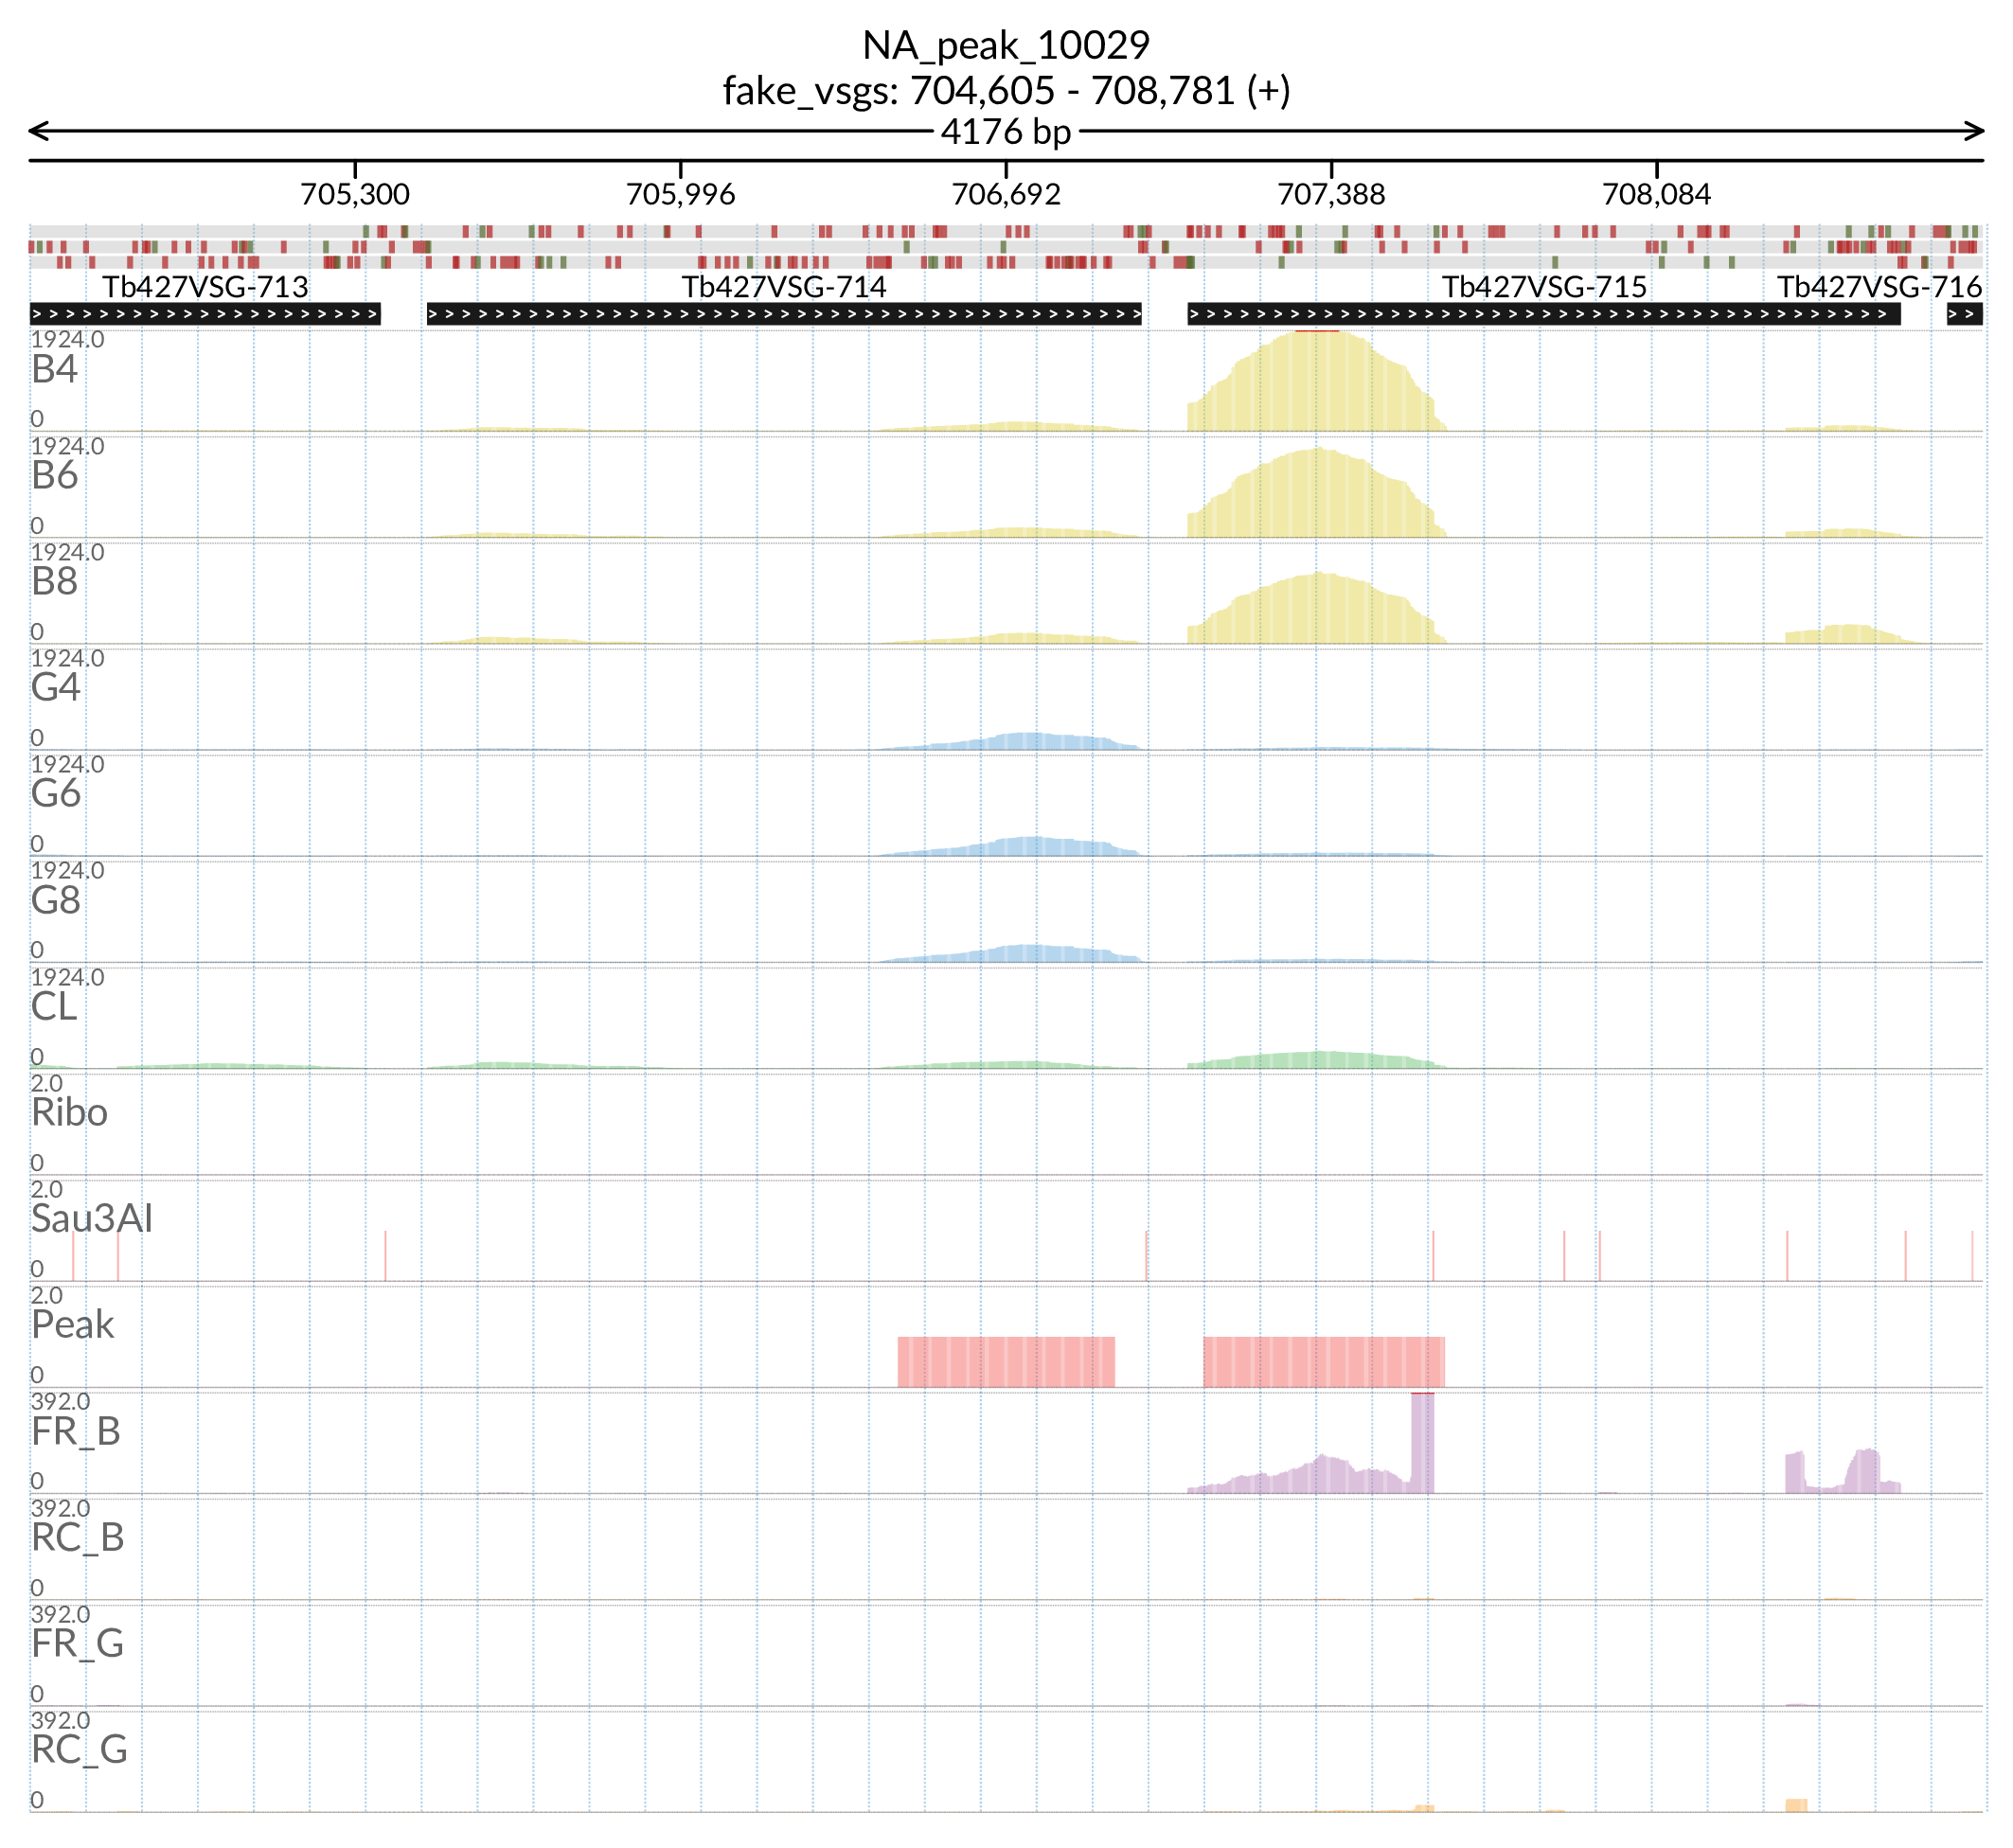 NA_peak_10029
fake_vsgs: 704,605 - 708,781 (+)
4176 bp
705,300 705,996 706,692 707,388 708,084
Tb427VSG-713 Tb427VSG-714 Tb427VSG-715 Tb427VSG-716
1924.0
B4
0
1924.0
B6
0
1924.0
B8
0
1924.0
G4
0
1924.0
G6
0
1924.0
G8
0
1924.0
CL
0
2.0
Ribo
0
2.0
Sau3AI
0
2.0
Peak
0
392.0
FR_B
0
392.0
RC_B
0
392.0
FR_G
0
392.0
RC_G
0